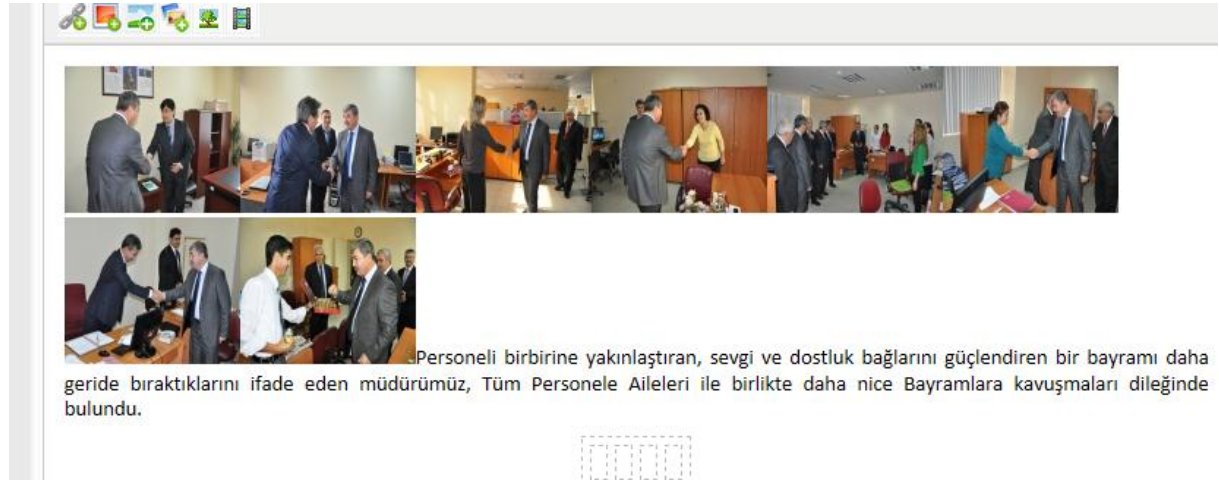 Personeli birbirine yakınlaştıran, sevgi ve dostluk bağlarını güçlendiren bir bayramı daha
geride bıraktıklarını ifade eden müdürümüz, Tüm Personele Aileleri ile birlikte daha nice Bayramlara kavuşmaları dileğinde
bulundu.